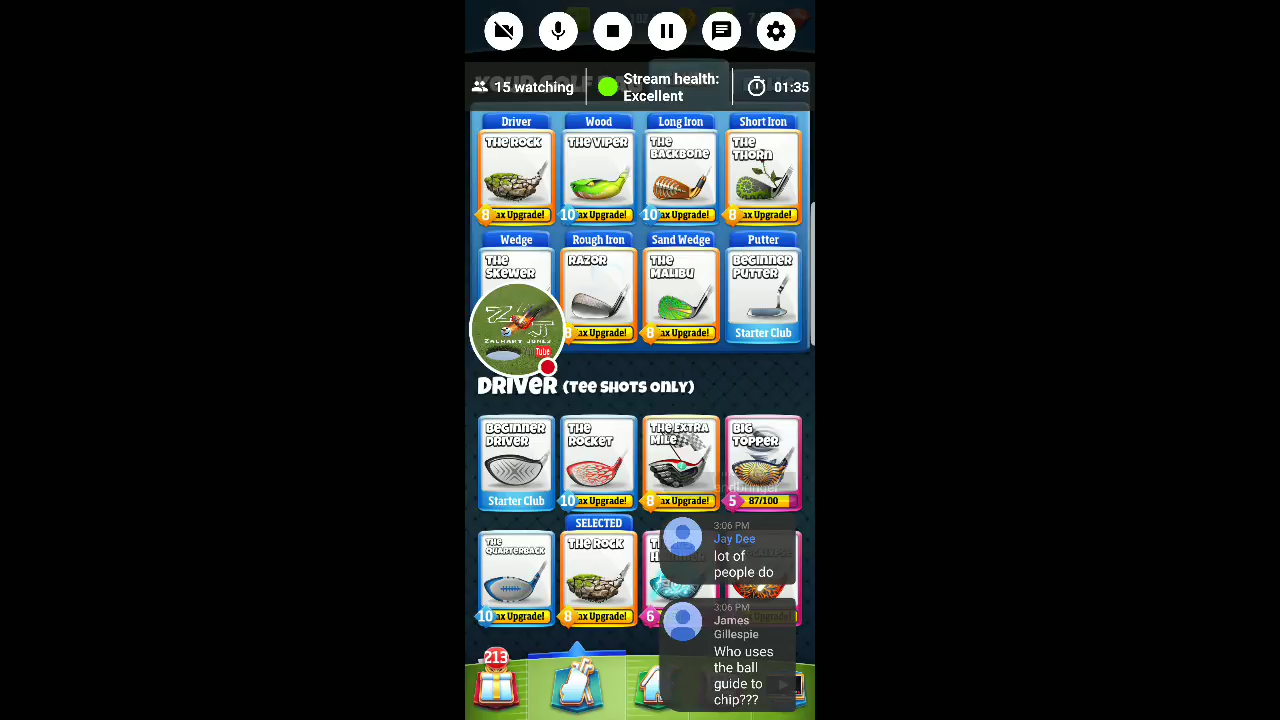 15 watching
Stream health:
Excellent
01:35
Driver
Wood
Long Iron
Short Iron
THE ROCK
THE VIPER
THE
BACKBONE
THE
THORN
8
ax Upgrade!
10
ax Upgrade!
10
ax Upgrade!
8
ax Upgrade!
Wedge
Rough Iron
Sand Wedge
Putter
THE
SKEWER
RAZOR
THE
MALIBU
BEGINNER
PUTTER
ZJ
ZACHARY JONES
Tube
8
ax Upgrade!
8
ax Upgrade!
Starter Club
DRIVER (TEE SHOTS ONLY)
BEGINNER
DRIVER
THE
ROCKET
THE EXTRA
MILE
BIG
TOPPER
Starter Club
10
ax Upgrade!
8
ax Upgrade!
5
87/100
endbringer
SELECTED
THE
QUARTERBACK
THE ROCK
10
ax Upgrade!
8
ax Upgrade!
6
3:06 PM
Jay Dee
lot of
people do
3:06 PM
James
Gillespie
Who uses
the ball
guide to
chip???
213